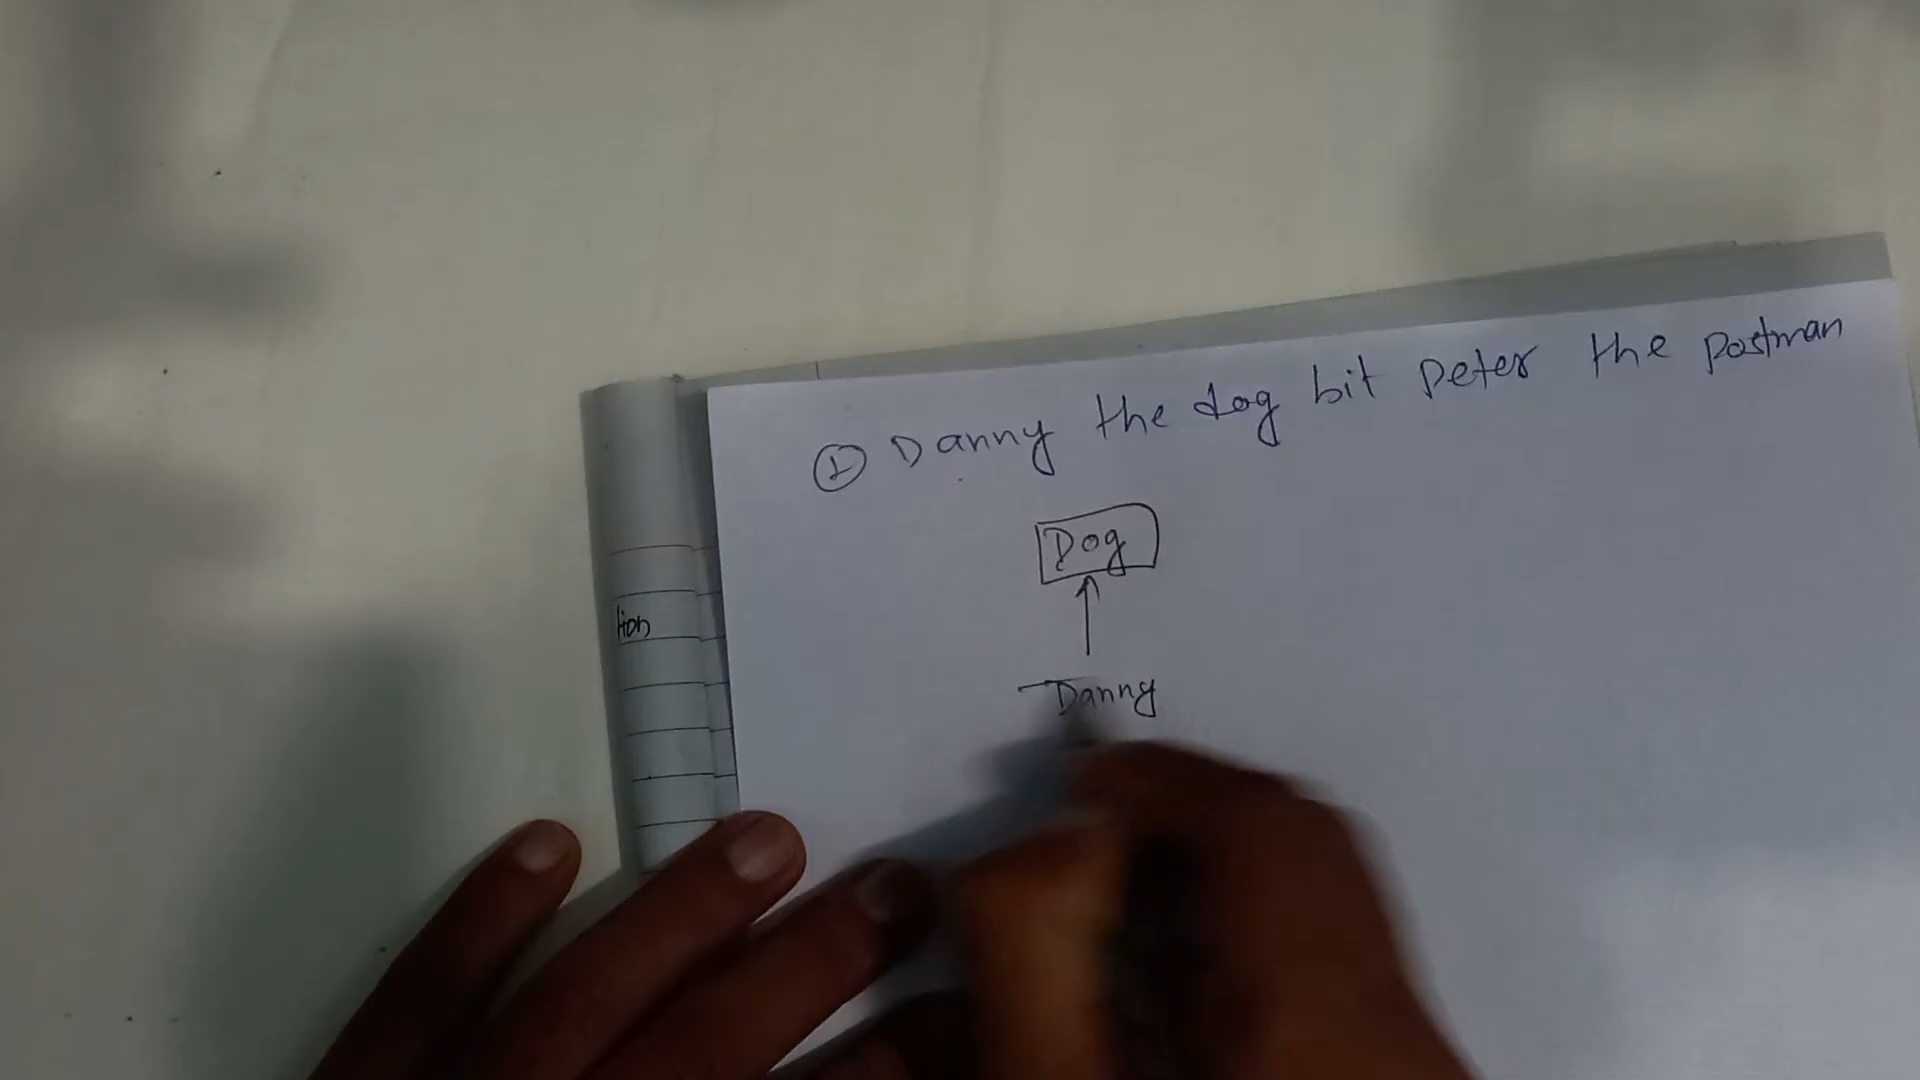 ① Danny the dog bit Peter the postman
Dog
Danny
tion